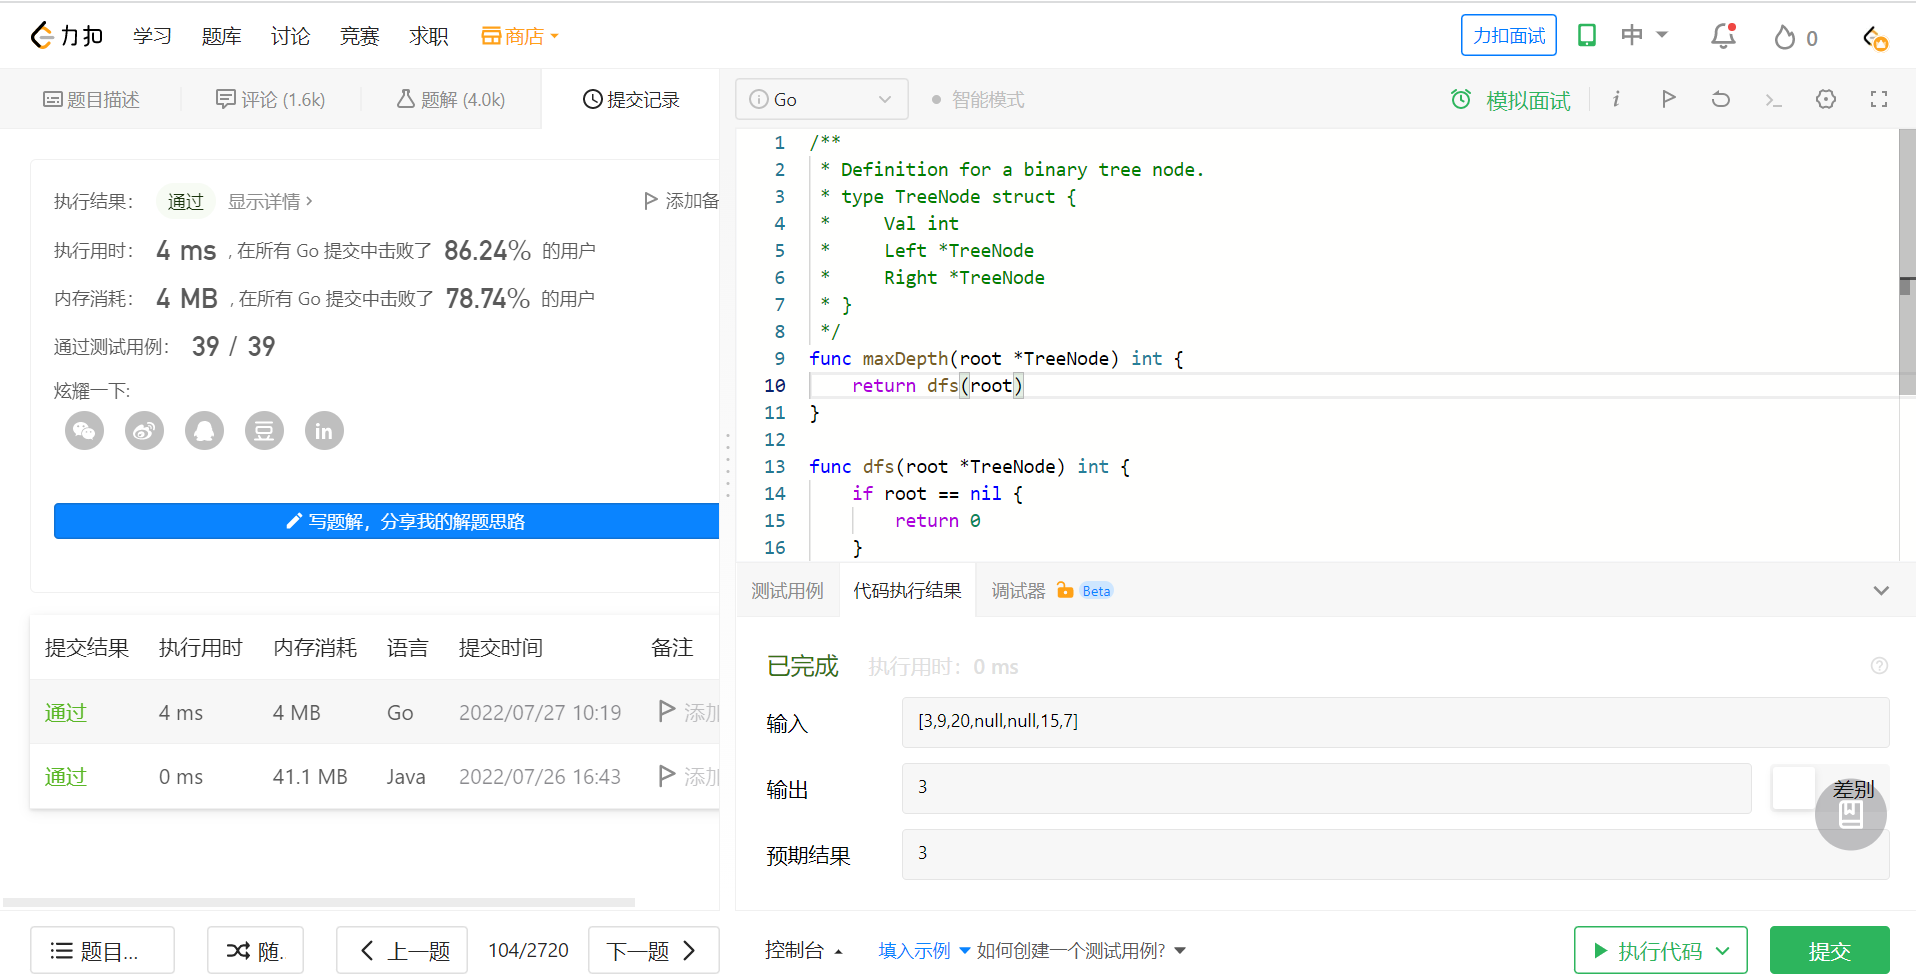 力扣 学习 题库 讨论 竞赛 求职 商店 力扣面试 中 0
题目描述 评论 (1.6k) 题解 (4.0k) 提交记录
执行结果： 通过 显示详情 > 添加备
执行用时： 4 ms , 在所有 Go 提交中击败了 86.24% 的用户
内存消耗： 4 MB , 在所有 Go 提交中击败了 78.74% 的用户
通过测试用例： 39 / 39
炫耀一下:
豆 in
写题解，分享我的解题思路
提交结果 执行用时 内存消耗 语言 提交时间 备注
通过 4 ms 4 MB Go 2022/07/27 10:19 添加
通过 0 ms 41.1 MB Java 2022/07/26 16:43 添加
题目... 随. 上一题 104/2720 下一题
Go 智能模式 模拟面试 i
1 /**
2 * Definition for a binary tree node.
3 * type TreeNode struct {
4 * Val int
5 * Left *TreeNode
6 * Right *TreeNode
7 * }
8 */
9 func maxDepth(root *TreeNode) int {
10 return dfs(root)
11 }
12
13 func dfs(root *TreeNode) int {
14 if root == nil {
15 return 0
16 }
测试用例 代码执行结果 调试器 Beta
已完成 执行用时：0 ms
输入 [3,9,20,null,null,15,7]
输出 3 差别
预期结果 3
控制台 填入示例 如何创建一个测试用例? 执行代码 提交